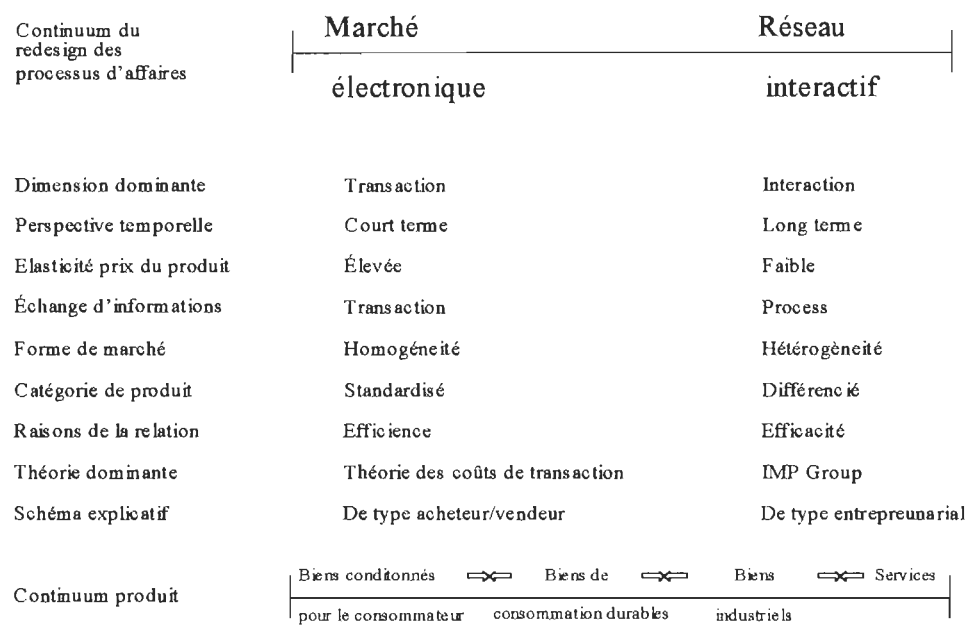 Continuum du
redesign des
processus d'affaires
Marché Réseau
électronique interactif
Dimension dominante Transaction Interaction
Perspective temporelle Court terme Long terme
Elasticité prix du produit Élevée Faible
Échange d'informations Transaction Process
Forme de marché Homogéneité Hétérogèneité
Catégorie de produit Standardisé Différencié
Raisons de la relation Efficience Efficacité
Théorie dominante Théorie des coûts de transaction IMP Group
Schéma explicatif De type acheteur/vendeur De type entrepreunarial
Continuum produit
Biens conditonnés Biens de Biens Services
pour le consommateur consommation durables industriels